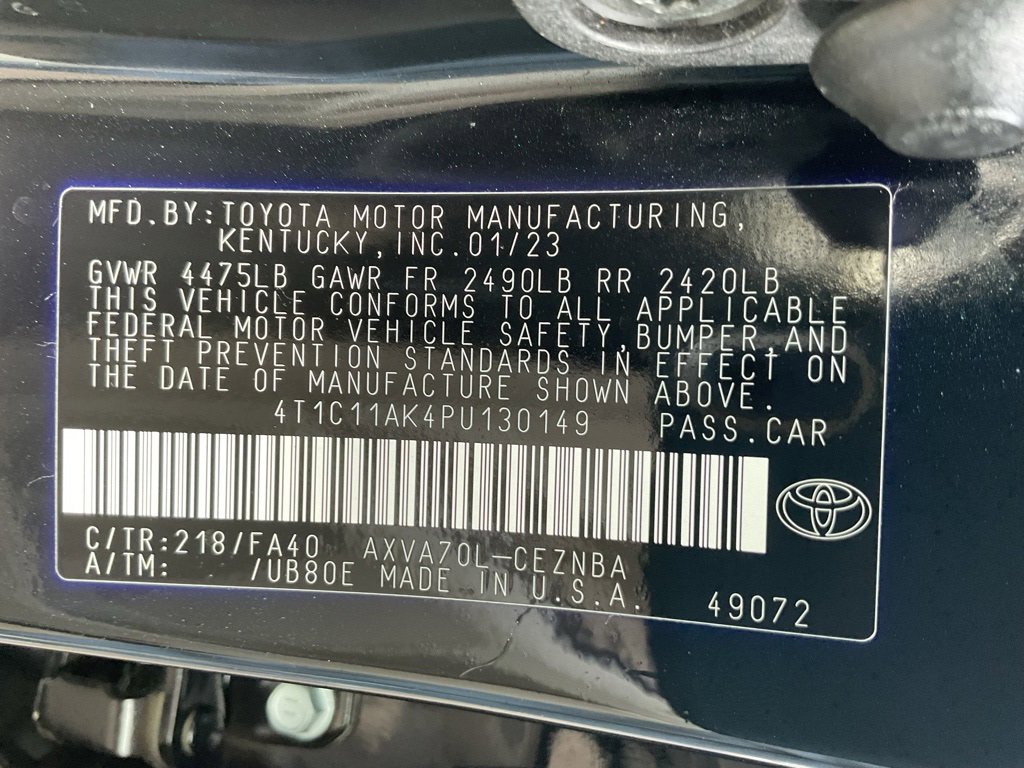 MFD.BY:TOYOTA MOTOR MANUFACTURING,
KENTUCKY,INC.01/23
GVWR 4475LB GAWR FR 2490LB RR 2420LB
THIS VEHICLE CONFORMS TO ALL APPLICABLE
FEDERAL MOTOR VEHICLE SAFETY,BUMPER,AND
THEFT PREVENTION STANDARDS IN EFFECT ON
THE DATE OF MANUFACTURE SHOWN ABOVE.
4T1C11AK4PU130149 PASS.CAR
C/TR:218/FA40 AXVA70L-CEZNBA
A/TM: /UB80E MADE IN U.S.A.
49072